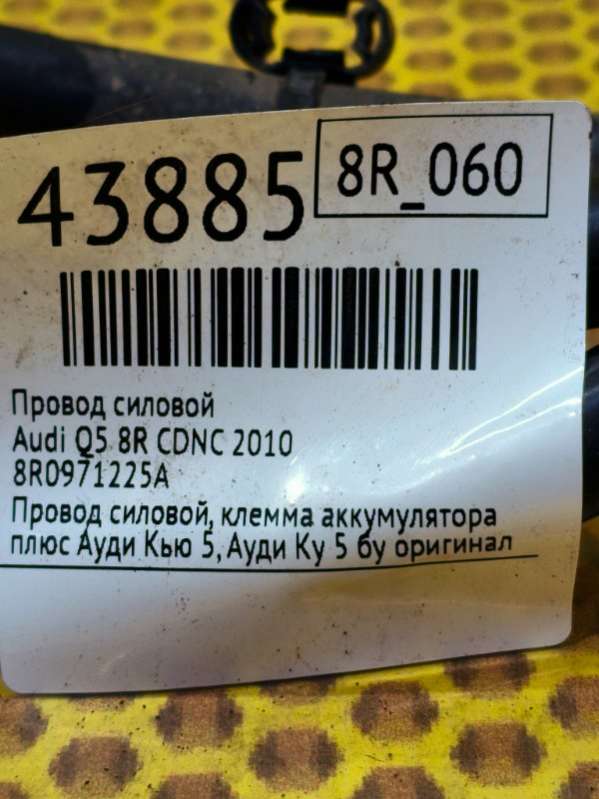 43885
8R_060
Провод силовой
Audi Q5 8R CDNC 2010
8R0971225A
Провод силовой, клемма аккумулятора
плюс Ауди Кью 5, Ауди Ку 5 бу оригинал